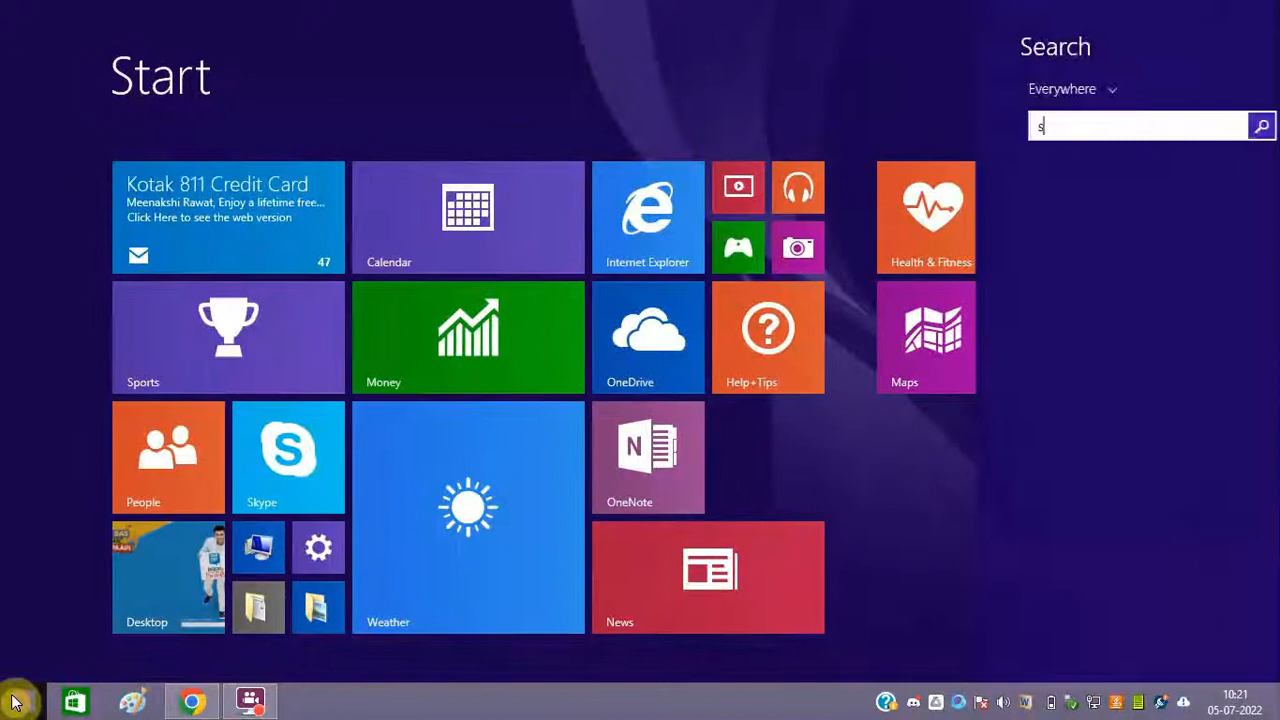 Start
Search
Everywhere
s
Kotak 811 Credit Card
Meenakshi Rawat, Enjoy a lifetime free...
Click Here to see the web version
47
Calendar
Internet Explorer
Health & Fitness
Sports
Money
OneDrive
Help+Tips
Maps
People
Skype
Weather
OneNote
Desktop
News
10:21
05-07-2022